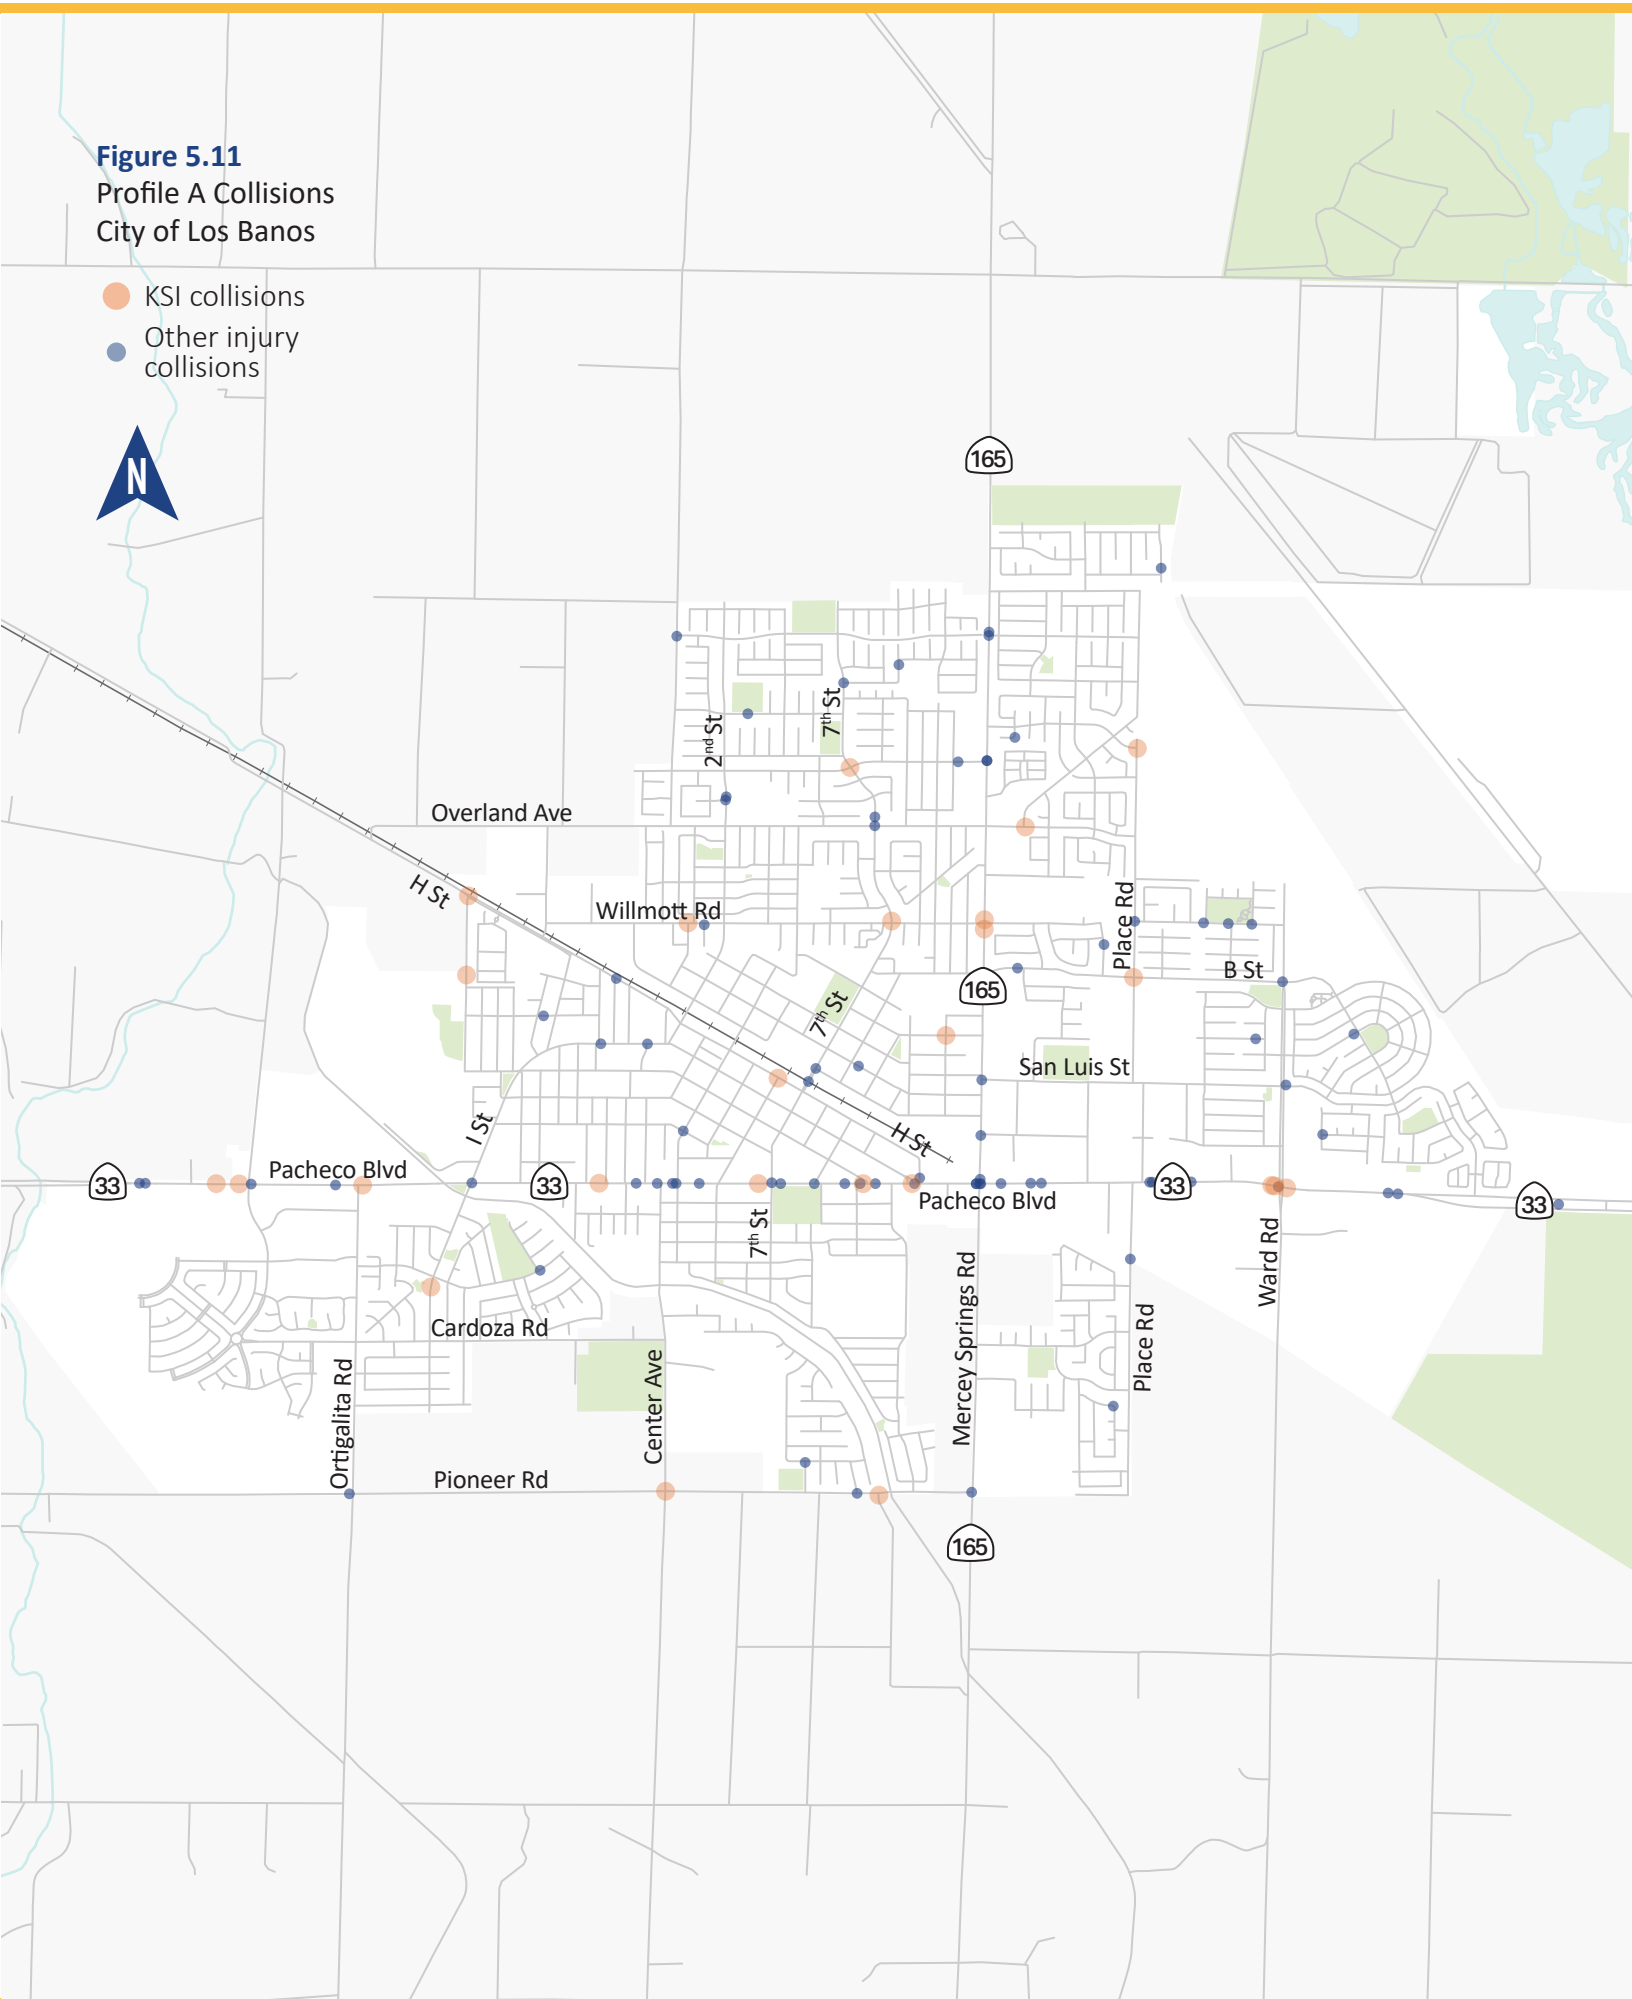 Figure 5.11
Profile A Collisions
City of Los Banos
KSI collisions
Other injury
collisions
N
165
2nd St
7th St
Overland Ave
H St
Willmott Rd
Place Rd
B St
165
7th St
San Luis St
I St
H St
33
Pacheco Blvd
33
Pacheco Blvd
33
33
7th St
Ward Rd
Mercey Springs Rd
Place Rd
Cardoza Rd
Ortigalita Rd
Center Ave
Pioneer Rd
165